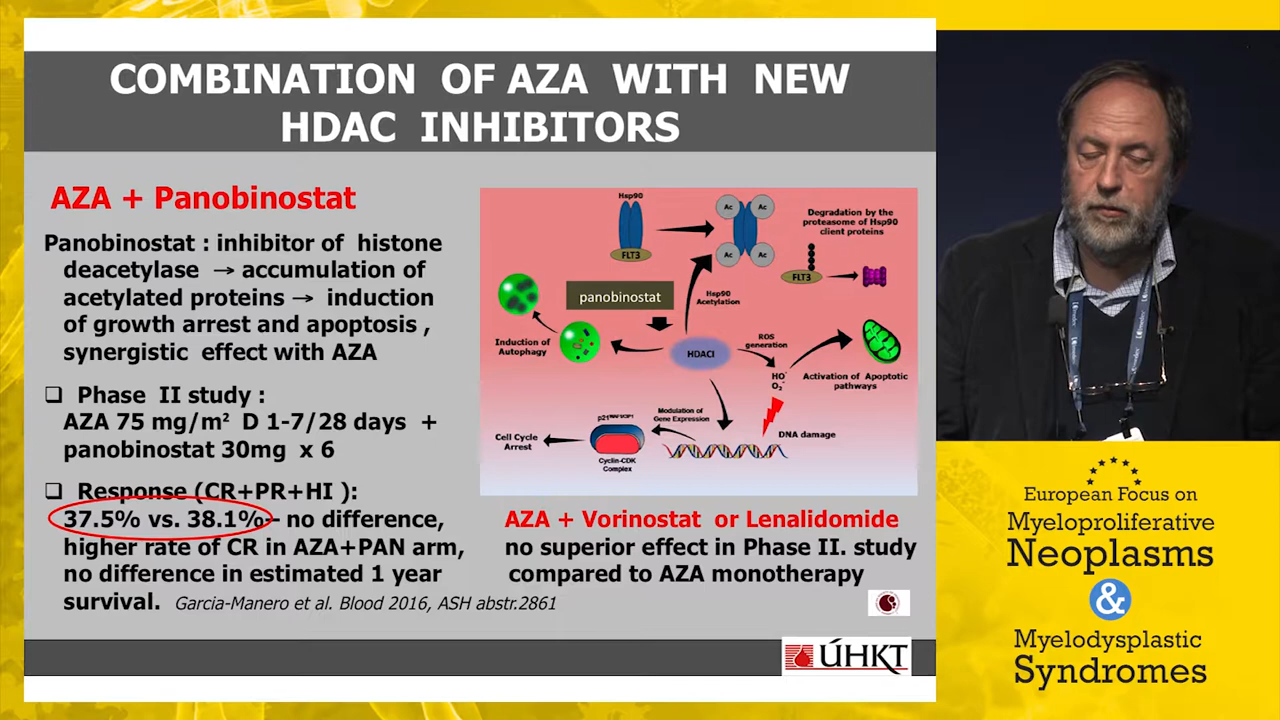 COMBINATION OF AZA WITH NEW
HDAC INHIBITORS
AZA + Panobinostat
Panobinostat : inhibitor of histone
deacetylase → accumulation of
acetylated proteins → induction
of growth arrest and apoptosis ,
synergistic effect with AZA
❑ Phase II study :
AZA 75 mg/m² D 1-7/28 days +
panobinostat 30mg x 6
❑ Response (CR+PR+HI ):
37.5% vs. 38.1%– no difference,
higher rate of CR in AZA+PAN arm,
no difference in estimated 1 year
survival. Garcia-Manero et al. Blood 2016, ASH abstr.2861
Hsp90
FLT3
Ac
Ac
Ac
Ac
Degradation by the
proteasome of Hsp90
client proteins
FLT3
panobinostat
Hsp90
Acetylation
Induction of
Autophagy
HDACI
ROS
generation
HO⁻
O₂⁻
Activation of Apoptotic
pathways
Modulation of
Gene Expression
DNA damage
p21
Cell Cycle
Arrest
Cyclin-CDK
Complex
AZA + Vorinostat or Lenalidomide
no superior effect in Phase II. study
compared to AZA monotherapy
ÚHKT
European Focus on
Myeloproliferative
Neoplasms
&
Myelodysplastic
Syndromes